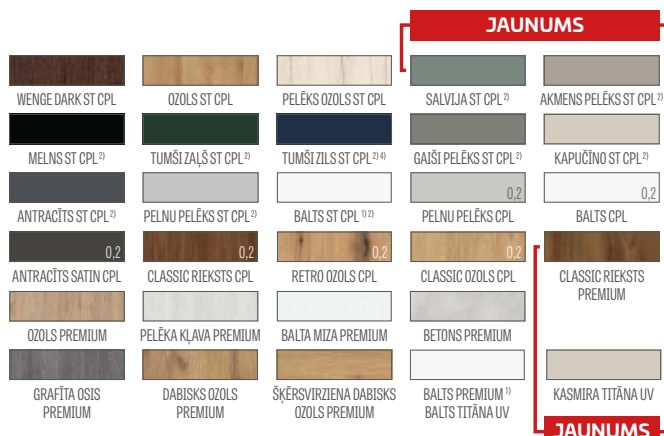 JAUNUMS
WENGE DARK ST CPL
OZOLS ST CPL
PELĒKS OZOLS ST CPL
SALVIJA ST CPL 2)
AKMENS PELĒKS ST CPL 2)
MELNS ST CPL 2)
TUMŠI ZAĻŠ ST CPL 2)
TUMŠI ZILS ST CPL 2) 4)
GAIŠI PELĒKS ST CPL 2)
KAPUČĪNO ST CPL 2)
0,2
0,2
ANTRACĪTS ST CPL 2)
PELNU PELĒKS ST CPL 2)
BALTS ST CPL 1) 2)
PELNU PELĒKS CPL
BALTS CPL
0,2
0,2
0,2
0,2
ANTRACĪTS SATIN CPL
CLASSIC RIEKSTS CPL
RETRO OZOLS CPL
CLASSIC OZOLS CPL
CLASSIC RIEKSTS
PREMIUM
OZOLS PREMIUM
PELĒKA KĻAVA PREMIUM
BALTA MIZA PREMIUM
BETONS PREMIUM
GRAFĪTA OSIS
PREMIUM
DABISKS OZOLS
PREMIUM
ŠĶĒRSVIRZIENA DABISKS
OZOLS PREMIUM
BALTS PREMIUM 1)
BALTS TITĀNA UV
KASMIRA TITĀNA UV
JAUNUMS